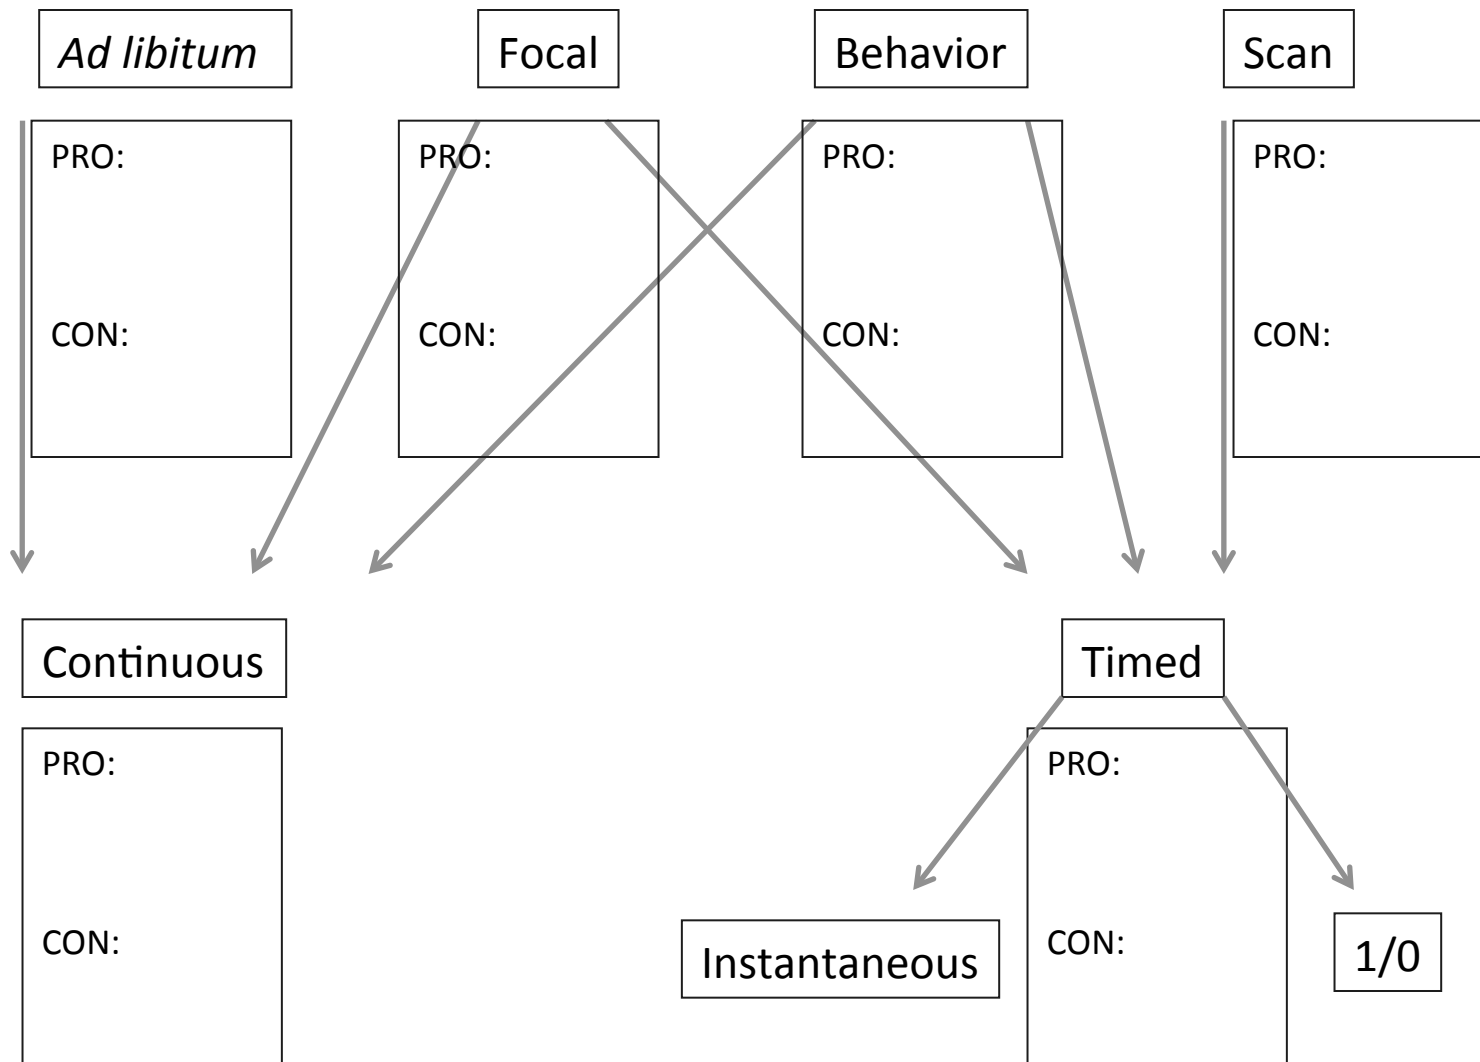 Ad libitum
Focal
Behavior
Scan
PRO:
PRO:
PRO:
PRO:
CON:
CON:
CON:
CON:
Continuous
Timed
PRO:
PRO:
CON:
CON:
Instantaneous
1/0